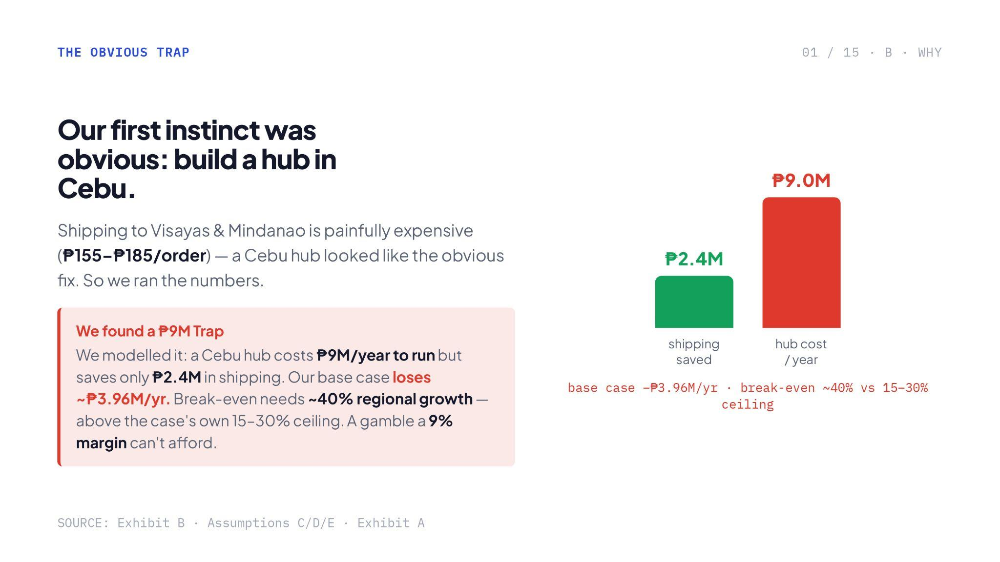 THE OBVIOUS TRAP
01 / 15 · B · WHY
Our first instinct was
obvious: build a hub in
Cebu.
Shipping to Visayas & Mindanao is painfully expensive
(₱155–₱185/order) — a Cebu hub looked like the obvious
fix. So we ran the numbers.
We found a ₱9M Trap
We modelled it: a Cebu hub costs ₱9M/year to run but
saves only ₱2.4M in shipping. Our base case loses
~₱3.96M/yr. Break-even needs ~40% regional growth —
above the case's own 15–30% ceiling. A gamble a 9%
margin can't afford.
₱2.4M
₱9.0M
shipping
saved
hub cost
/ year
base case −₱3.96M/yr · break-even ~40% vs 15–30%
ceiling
SOURCE: Exhibit B · Assumptions C/D/E · Exhibit A